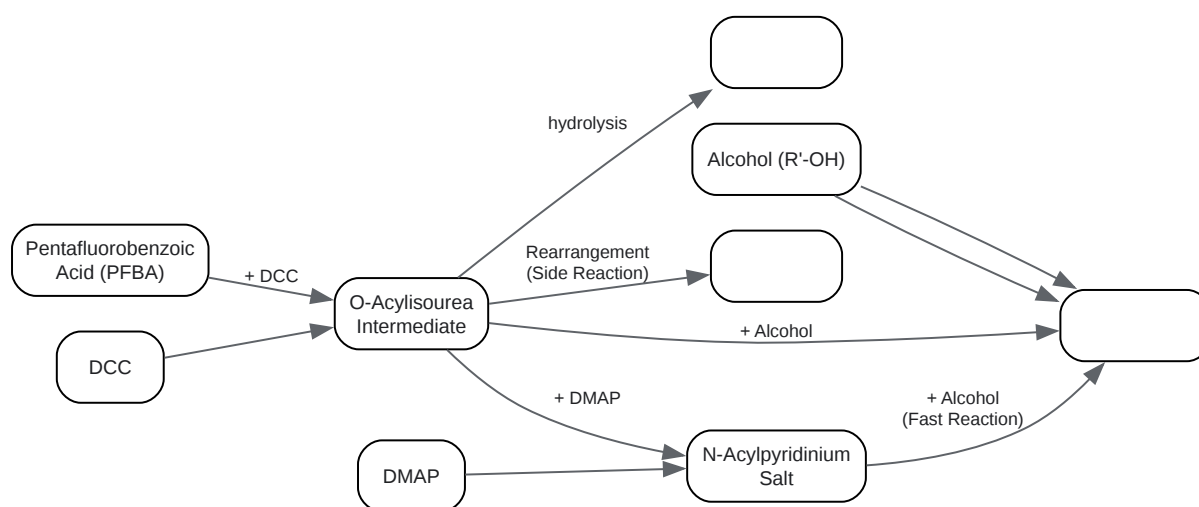 hydrolysis
Alcohol (R'-OH)
Pentafluorobenzoic
Acid (PFBA)
+ DCC
Rearrangement
(Side Reaction)
O-Acylisourea
Intermediate
+ Alcohol
DCC
+ DMAP
+ Alcohol
(Fast Reaction)
DMAP
N-Acylpyridinium
Salt